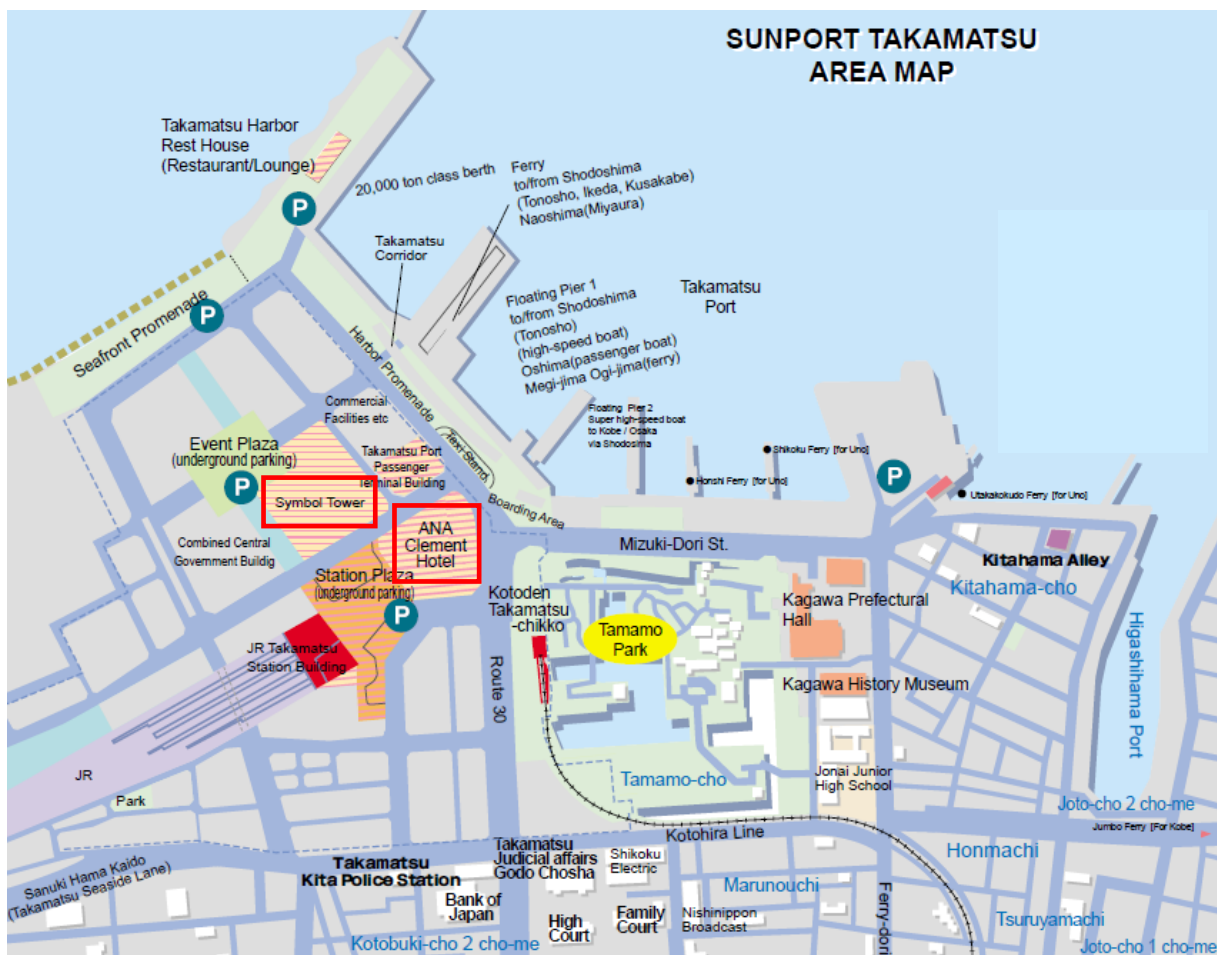 SUNPORT TAKAMATSU
AREA MAP
Takamatsu Harbor
Rest House
(Restaurant/Lounge)
P
20,000 ton class berth
Ferry
to/from Shodoshima
(Tonosho, Ikeda, Kusakabe)
Naoshima(Miyaura)
Takamatsu
Corridor
Seafront Promenade
P
Harbor Promenade
Floating Pier 1
to/from Shodoshima
(Tonosho)
(high-speed boat)
Oshima(passenger boat)
Megi-jima Ogi-jima(ferry)
Takamatsu
Port
Commercial
Facilities etc
Floating Pier 2
Super high-speed boat
to Kobe / Osaka
via Shodosima
Event Plaza
(underground parking)
P
Takamatsu Port
Passenger
Terminal Building
Taxi Stand
Shikoku Ferry [for Uno]
Honshi Ferry [for Uno]
P
Utakakokudo Ferry [for Uno]
Symbol Tower
Boarding Area
ANA
Clement
Hotel
Mizuki-Dori St.
Combined Central
Government Buildig
Kitahama Alley
Kitahama-cho
Station Plaza
(underground parking)
P
Kotoden
Takamatsu
-chikko
Tamamo
Park
Kagawa Prefectural
Hall
Higashihama Port
JR Takamatsu
Station Building
Route 30
Kagawa History Museum
JR
Park
Tamamo-cho
Jonai Junior
High School
Joto-cho 2 cho-me
Jumbo Ferry [For Kobe]
Kotohira Line
Honmachi
Sanuki Hama Kaido
(Takamatsu Seaside Lane)
Takamatsu
Kita Police Station
Takamatsu
Judicial affairs
Godo Chosha
Shikoku
Electric
Marunouchi
Bank of
Japan
High
Court
Family
Court
Nishinippon
Broadcast
Ferry-dori
Tsuruyamachi
Kotobuki-cho 2 cho-me
Joto-cho 1 cho-me